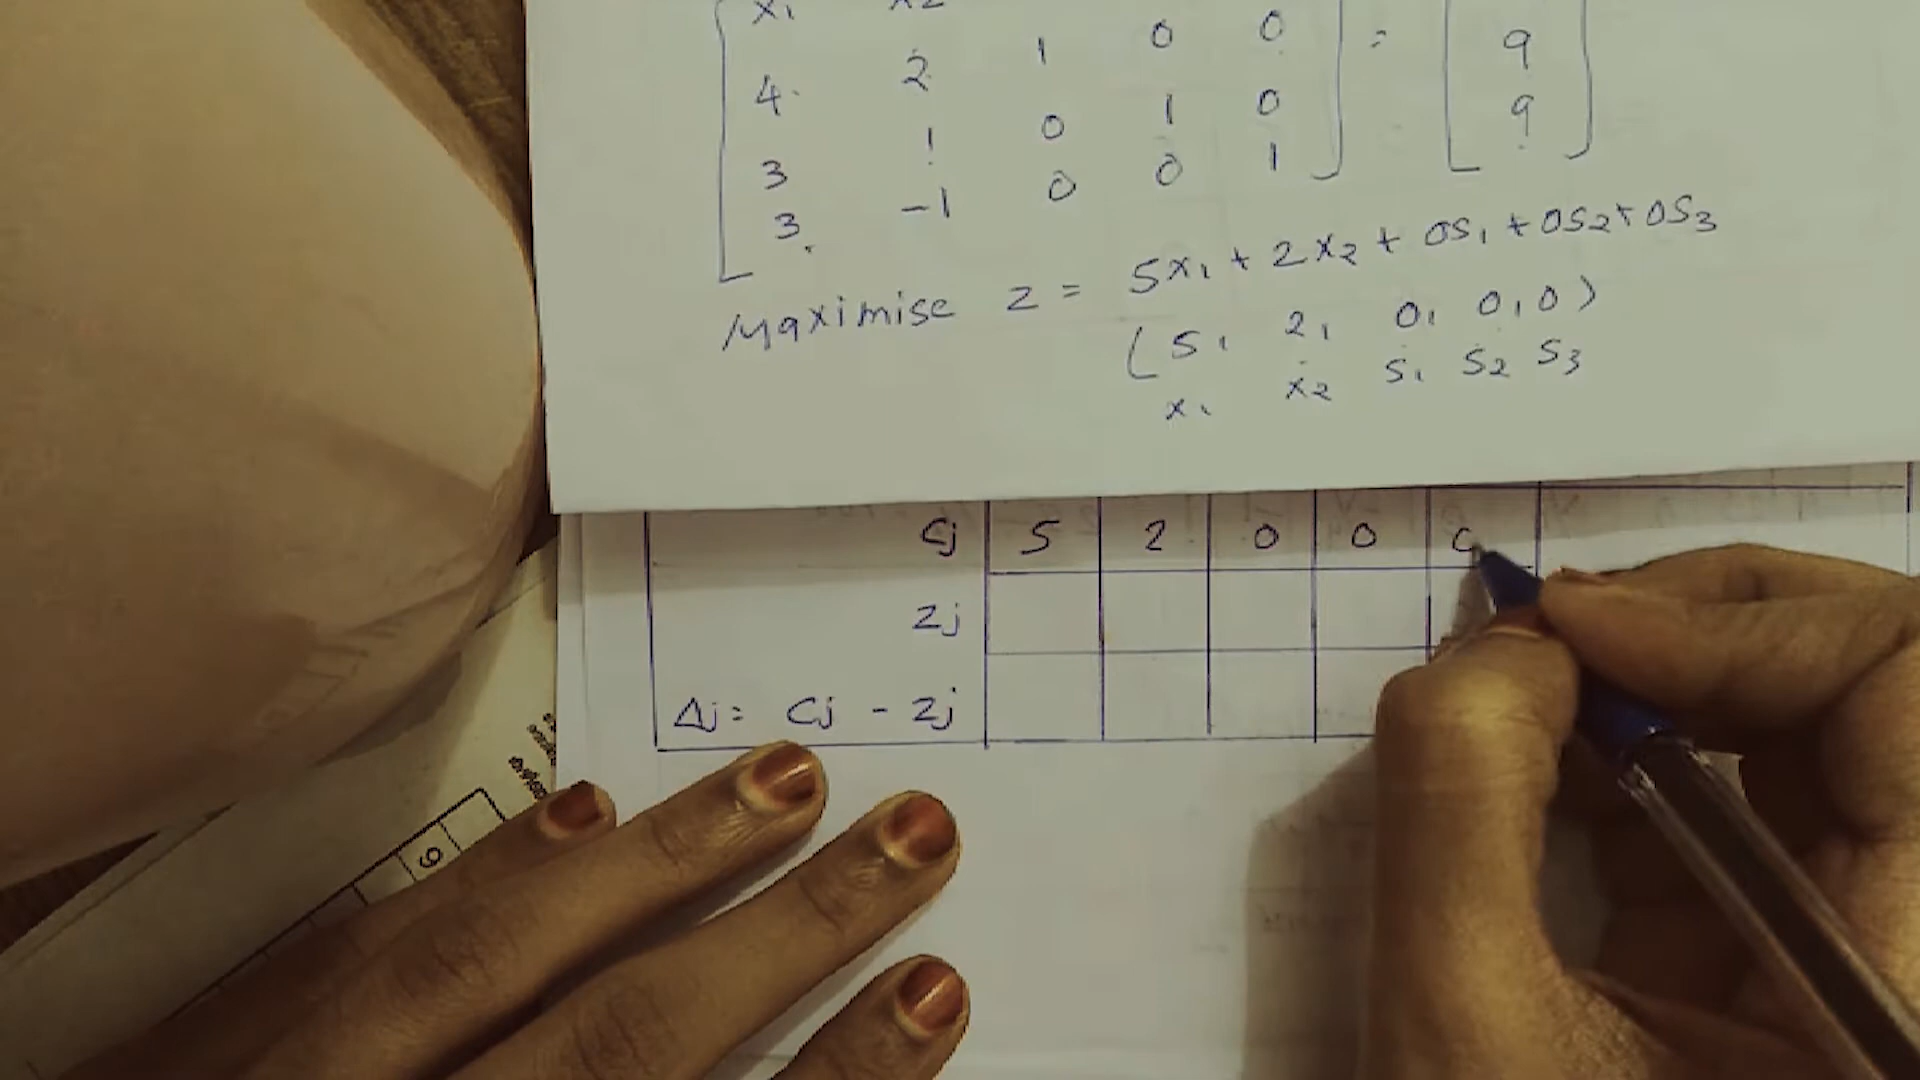 x₁ x₂
4 2 1 0 0 = 9
3 1 0 1 0 9
3 -1 0 0 1
Maximise z = 5x₁ + 2x₂ + 0s₁ + 0s₂ + 0s₃
(5, 2, 0, 0, 0)
x₁ x₂ s₁ s₂ s₃
Cj 5 2 0 0
Zj
Δj = Cj - Zj